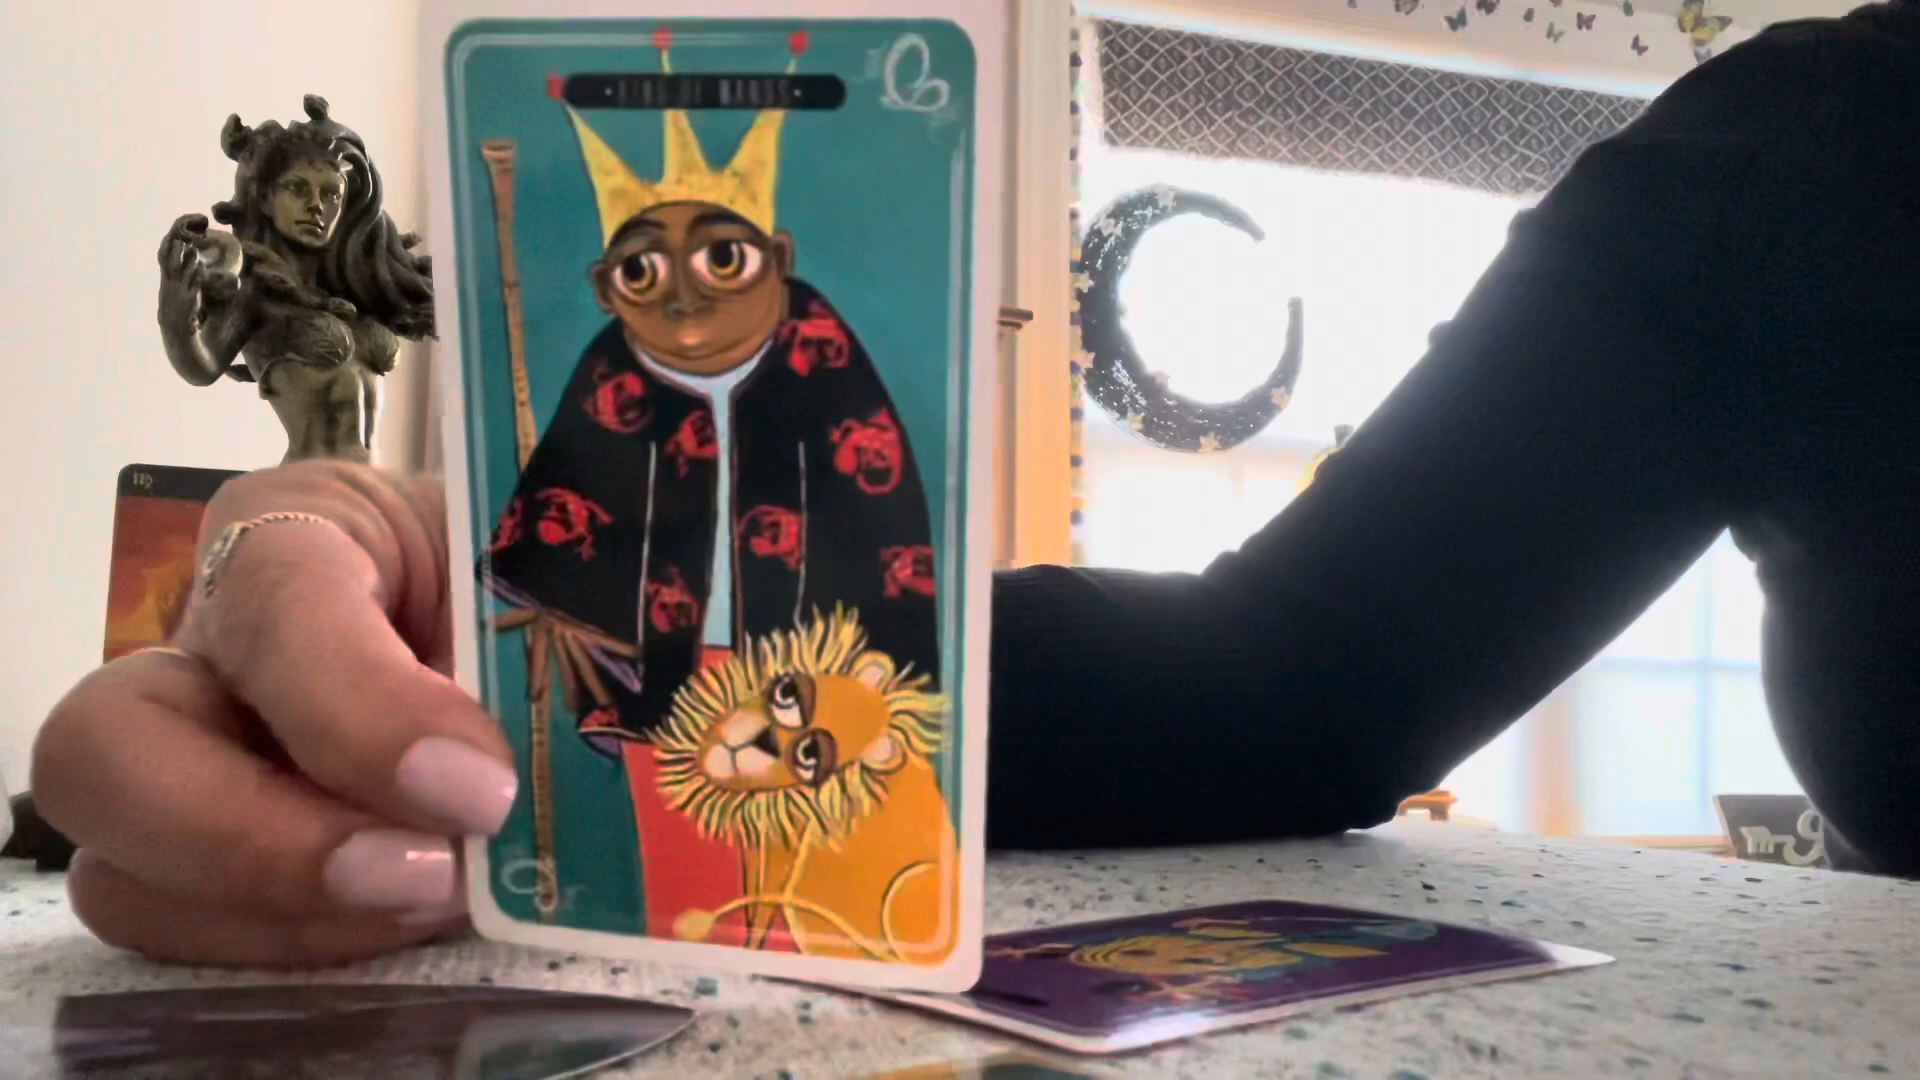 • KING OF WANDS •